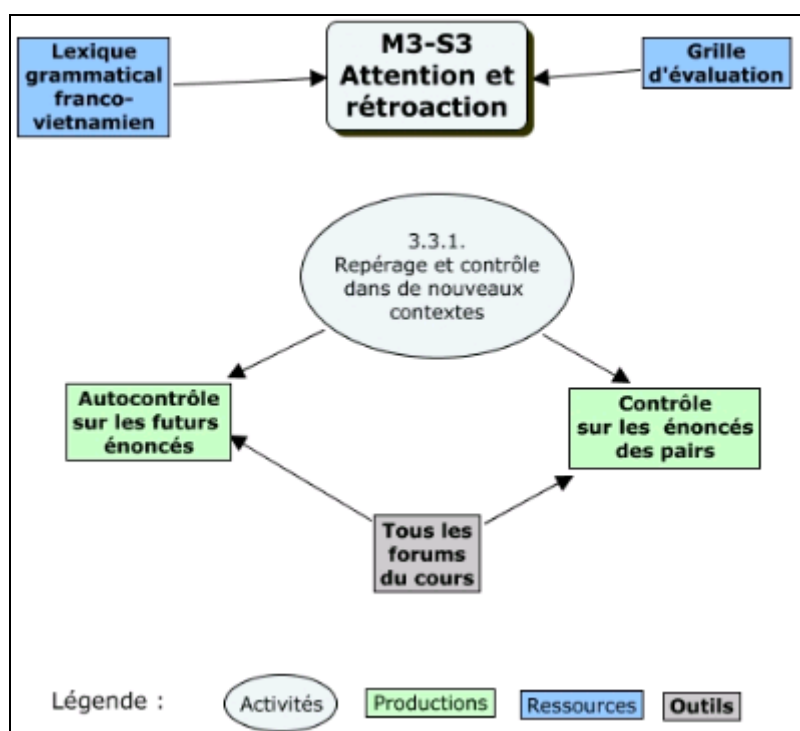 Lexique
grammatical
franco-
vietnamien
M3-S3
Attention et
rétroaction
Grille
d'évaluation
3.3.1.
Repérage et contrôle
dans de nouveaux
contextes
Autocontrôle
sur les futurs
énoncés
Contrôle
sur les énoncés
des pairs
Tous les
forums
du cours
Légende :
Activités
Productions
Ressources
Outils